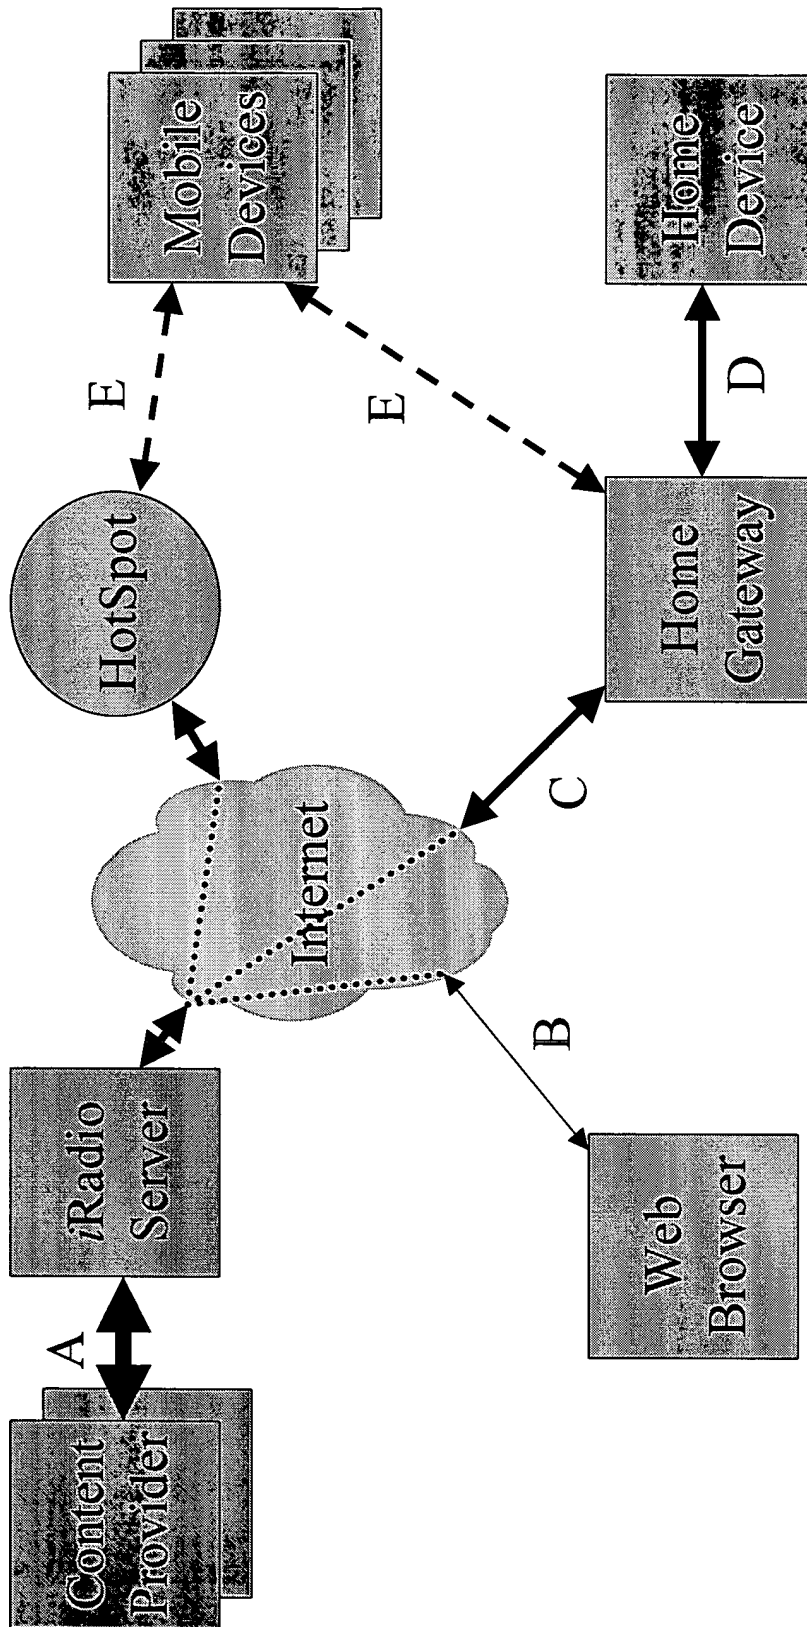 Content
Provider
A
iRadio
Server
Internet
HotSpot
E
Mobile
Devices
E
Web
Browser
B
C
Home
Gateway
D
Home
Device